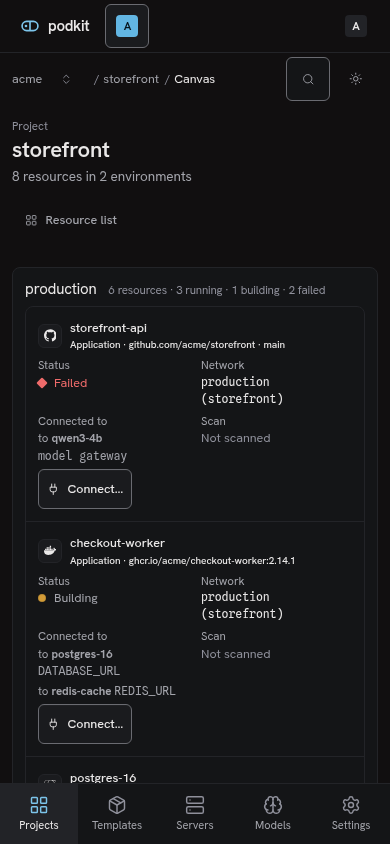 podkit
A
A
acme / storefront / Canvas
Project
storefront
8 resources in 2 environments
Resource list
production 6 resources · 3 running · 1 building · 2 failed
storefront-api
Application · github.com/acme/storefront · main
Status
Failed
Network
production
(storefront)
Connected to
to qwen3-4b
model gateway
Scan
Not scanned
Connect...
checkout-worker
Application · ghcr.io/acme/checkout-worker:2.14.1
Status
Building
Network
production
(storefront)
Connected to
to postgres-16
DATABASE_URL
to redis-cache REDIS_URL
Scan
Not scanned
Connect...
postgres-16
Projects
Templates
Servers
Models
Settings